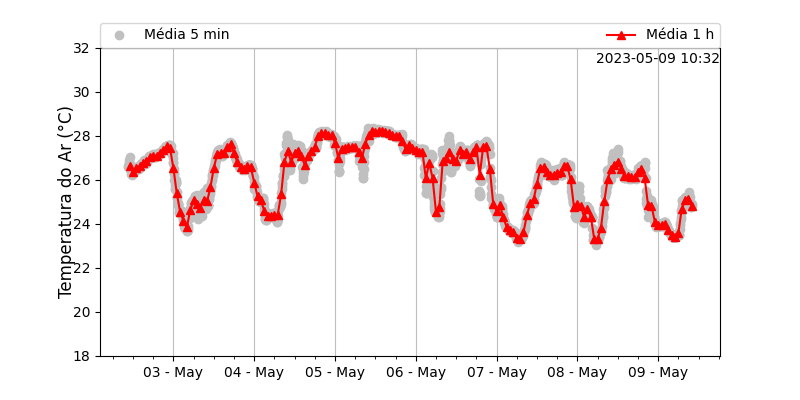 Média 5 min
Média 1 h
2023-05-09 10:32
Temperatura do Ar (°C)
32
30
28
26
24
22
20
18
03 - May
04 - May
05 - May
06 - May
07 - May
08 - May
09 - May